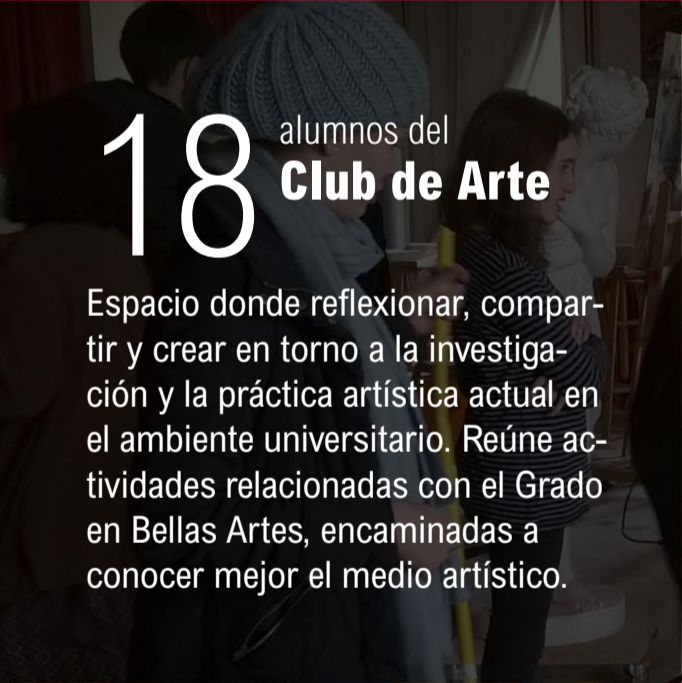 18
alumnos del
Club de Arte
Espacio donde reflexionar, compar-
tir y crear en torno a la investiga-
ción y la práctica artística actual en
el ambiente universitario. Reúne ac-
tividades relacionadas con el Grado
en Bellas Artes, encaminadas a
conocer mejor el medio artístico.